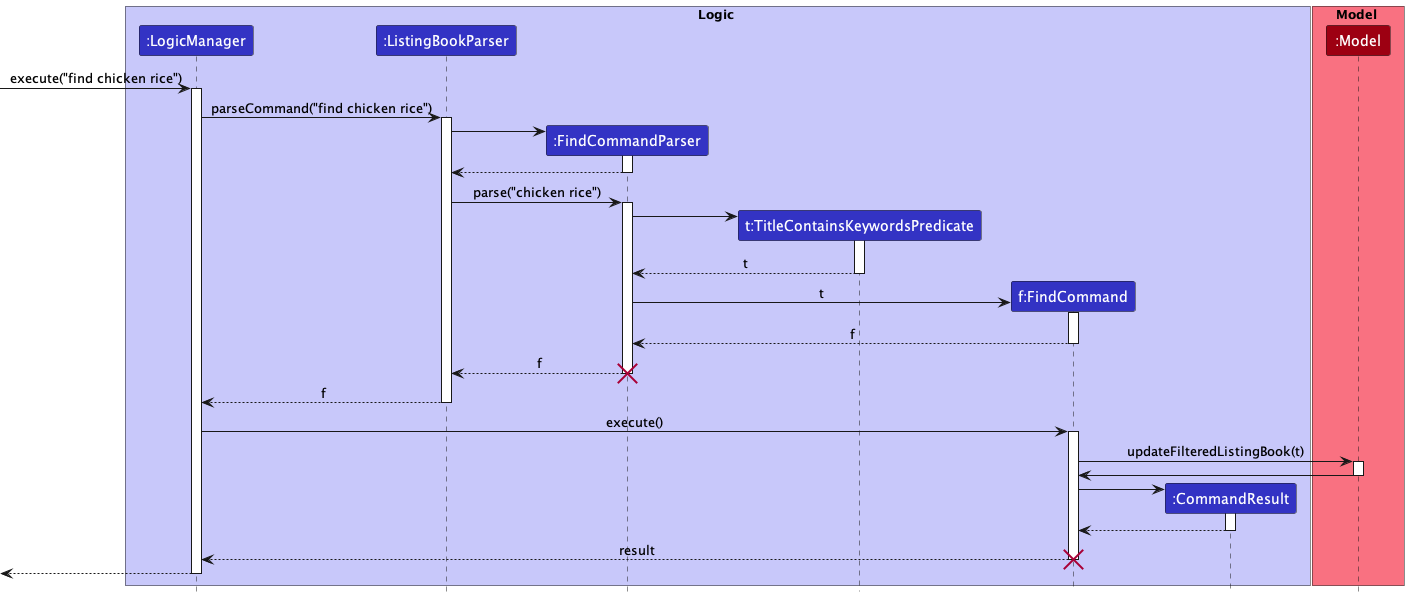 Logic
Model
:LogicManager
:ListingBookParser
:Model
execute("find chicken rice")
parseCommand("find chicken rice")
:FindCommandParser
parse("chicken rice")
t:TitleContainsKeywordsPredicate
t
t
f:FindCommand
f
f
f
execute()
updateFilteredListingBook(t)
:CommandResult
result